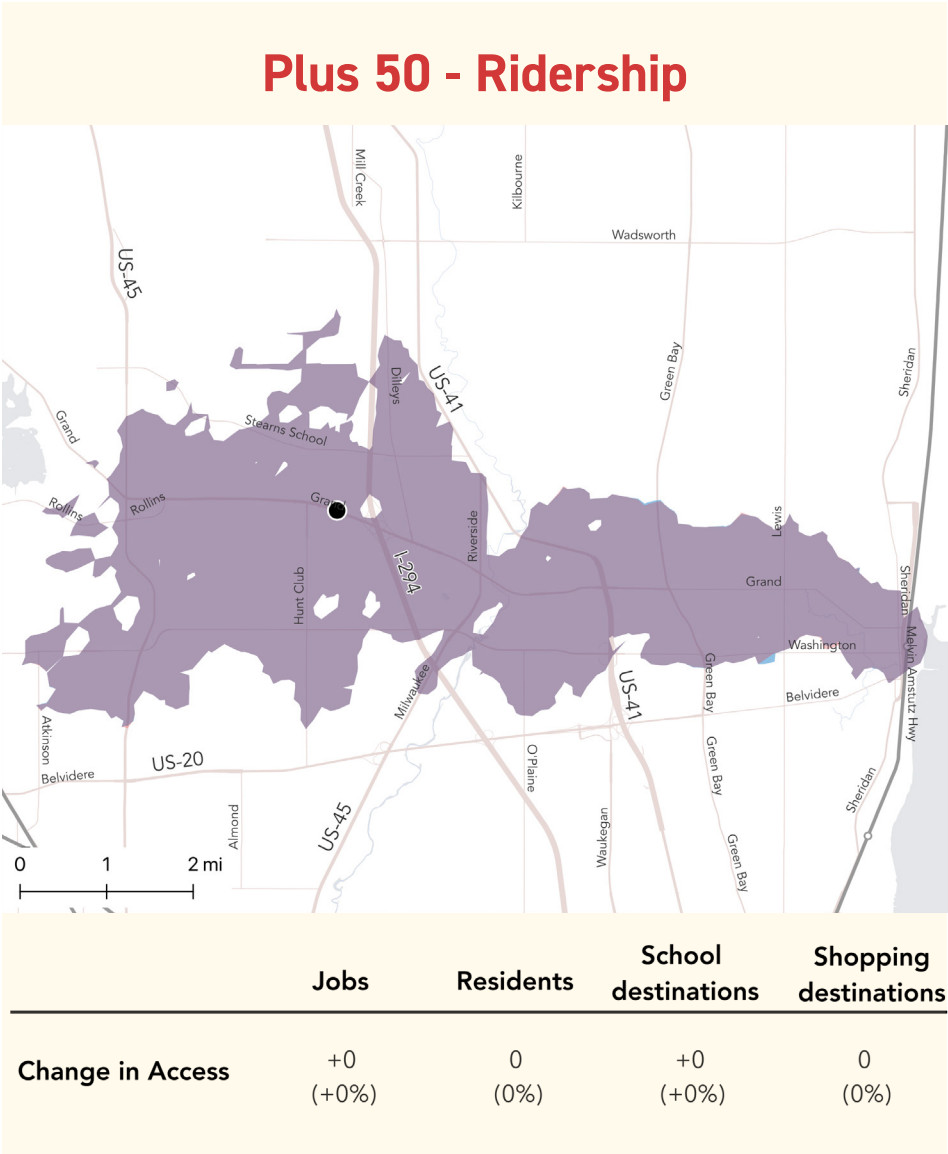 Plus 50 - Ridership
Mill Creek
Kilbourne
Wadsworth
US-45
Green Bay
Sheridan
Dilleys
US-41
Grand
Stearns School
Rollins
Rollins
Grand
Lewis
Riverside
I-294
Hunt Club
Grand
Sheridan
Washington
Melvin Amstutz Hwy
Green Bay
Milwaukee
US-41
Belvidere
Atkinson
US-20
Belvidere
O'Plaine
Green Bay
Sheridan
Almond
US-45
Waukegan
Green Bay
0 1 2 mi
Jobs
Residents
School
destinations
Shopping
destinations
Change in Access
+0
(+0%)
0
(0%)
+0
(+0%)
0
(0%)